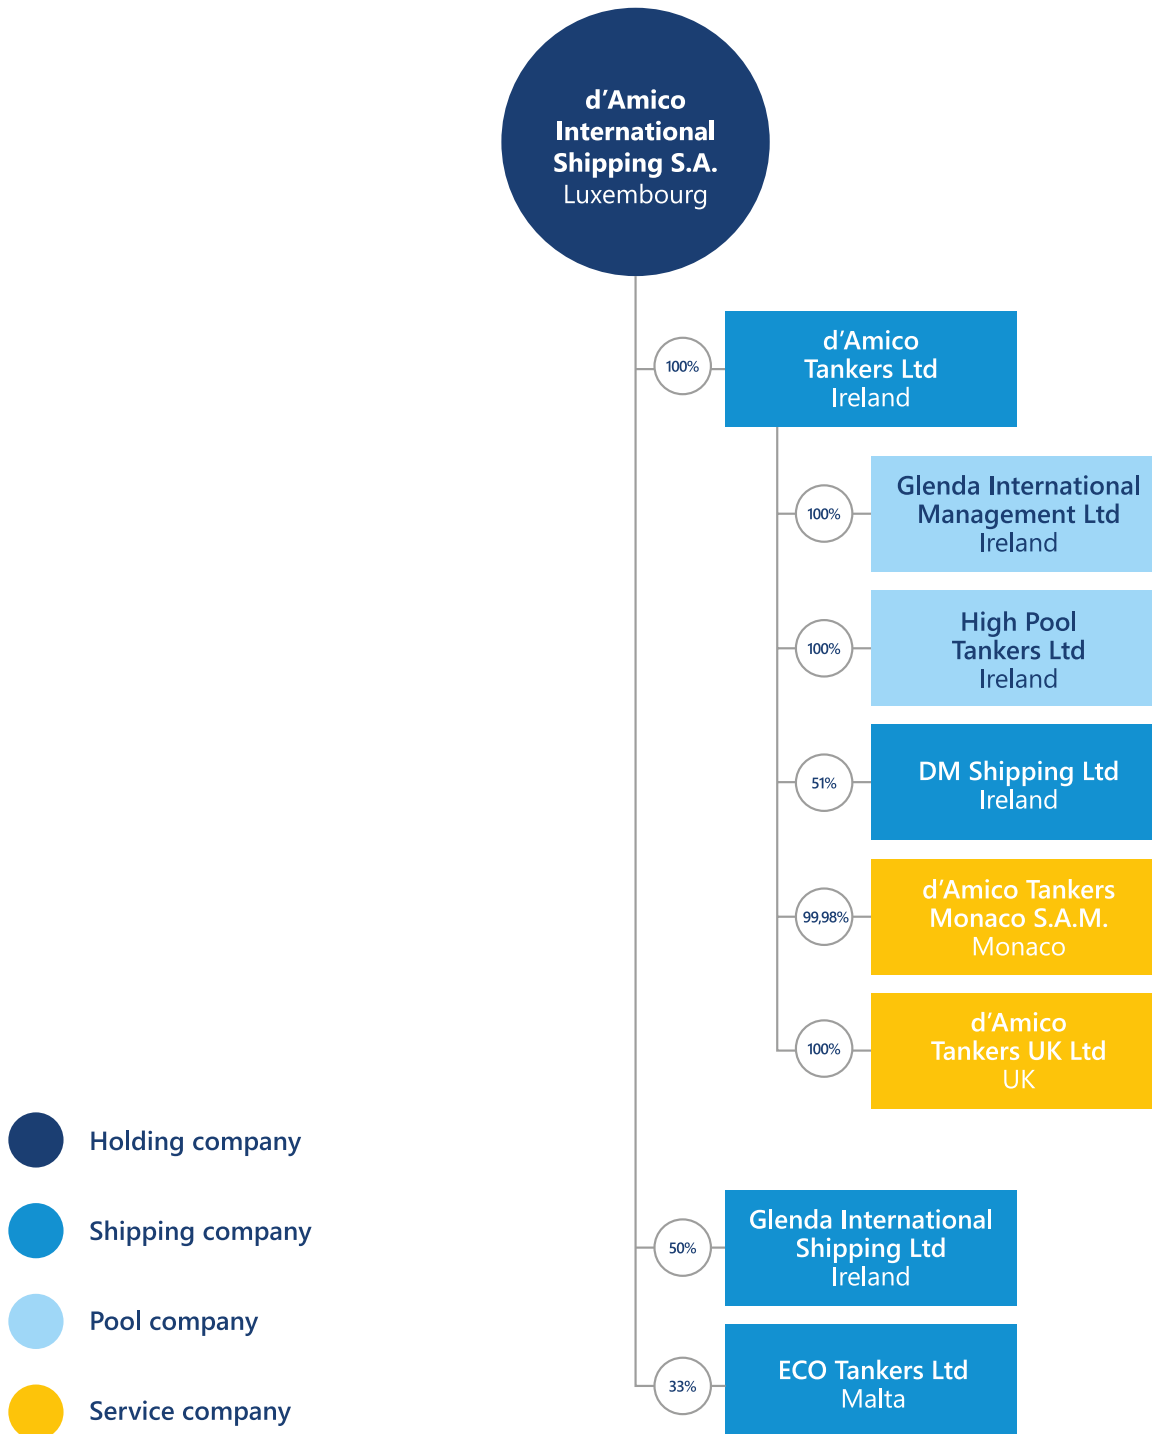 d'Amico
International
Shipping S.A.
Luxembourg
100%
d'Amico
Tankers Ltd
Ireland
100%
Glenda International
Management Ltd
Ireland
100%
High Pool
Tankers Ltd
Ireland
51%
DM Shipping Ltd
Ireland
99,98%
d'Amico Tankers
Monaco S.A.M.
Monaco
100%
d'Amico
Tankers UK Ltd
UK
50%
Glenda International
Shipping Ltd
Ireland
33%
ECO Tankers Ltd
Malta
Holding company
Shipping company
Pool company
Service company